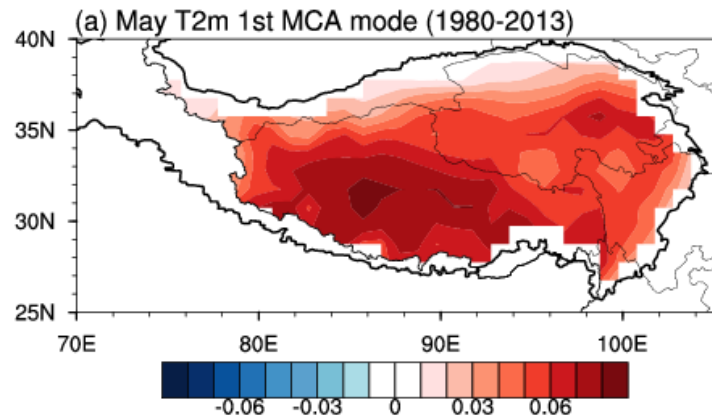 (a) May T2m 1st MCA mode (1980-2013)
40N
35N
30N
25N
70E 80E 90E 100E
-0.06 -0.03 0 0.03 0.06